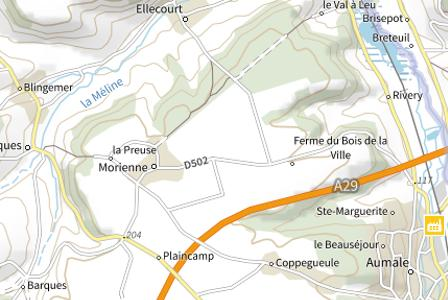 Ellecourt
le Val à Leu
Brisepot
Breteuil
Blingemer
la Méline
Rivery
ques
la Preuse
Morienne
D502
Ferme du Bois de la
Ville
A29
117
Ste-Marguerite
204
le Beauséjour
Plaincamp
Coppegueule
Aumale
Barques